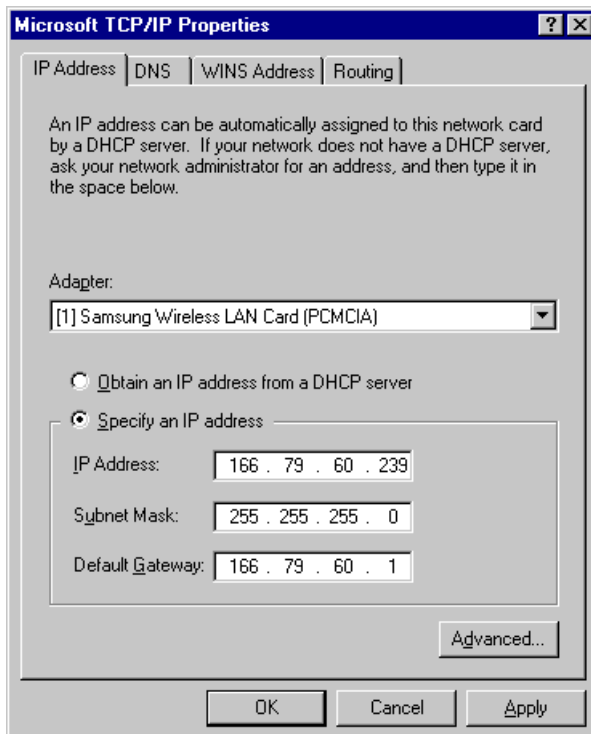 Microsoft TCP/IP Properties
IP Address DNS WINS Address Routing
An IP address can be automatically assigned to this network card
by a DHCP server. If your network does not have a DHCP server,
ask your network administrator for an address, and then type it in
the space below.
Adapter:
[1] Samsung Wireless LAN Card (PCMCIA)
Obtain an IP address from a DHCP server
Specify an IP address
IP Address: 166 . 79 . 60 . 239
Subnet Mask: 255 . 255 . 255 . 0
Default Gateway: 166 . 79 . 60 . 1
Advanced...
OK Cancel Apply